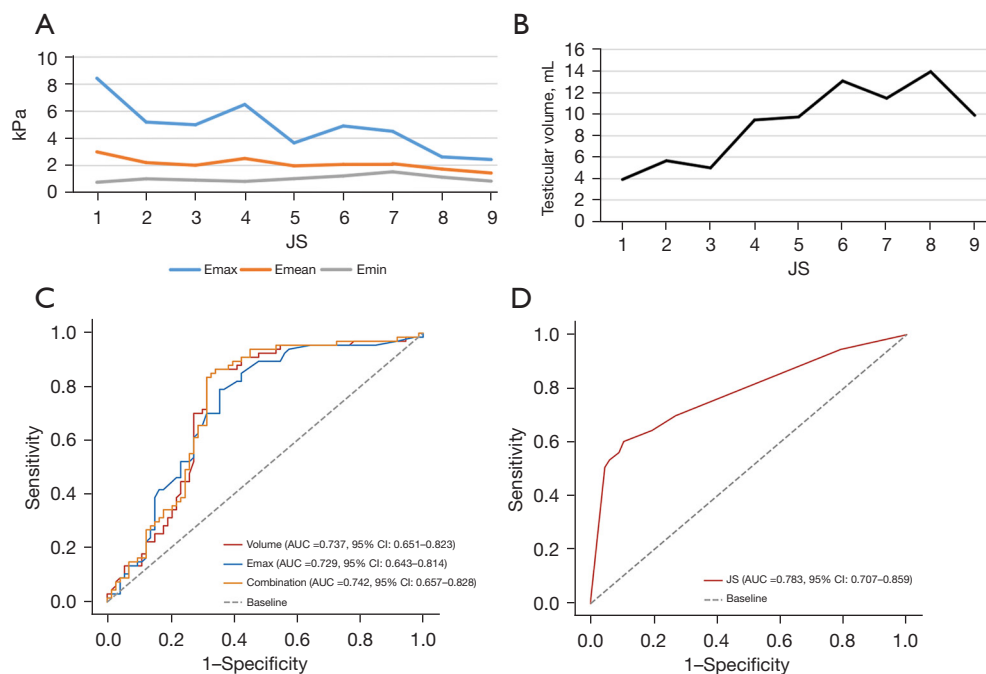 A
kPa
10
8
6
4
2
0
1 2 3 4 5 6 7 8 9
JS
Emax Emean Emin
B
Testicular volume, mL
16
14
12
10
8
6
4
2
0
1 2 3 4 5 6 7 8 9
JS
C
Sensitivity
1.0
0.8
0.6
0.4
0.2
0.0
Volume (AUC =0.737, 95% CI: 0.651–0.823)
Emax (AUC =0.729, 95% CI: 0.643–0.814)
Combination (AUC =0.742, 95% CI: 0.657–0.828)
Baseline
0.0 0.2 0.4 0.6 0.8 1.0
1–Specificity
D
Sensitivity
1.0
0.8
0.6
0.4
0.2
0.0
JS (AUC =0.783, 95% CI: 0.707–0.859)
Baseline
0.0 0.2 0.4 0.6 0.8 1.0
1–Specificity